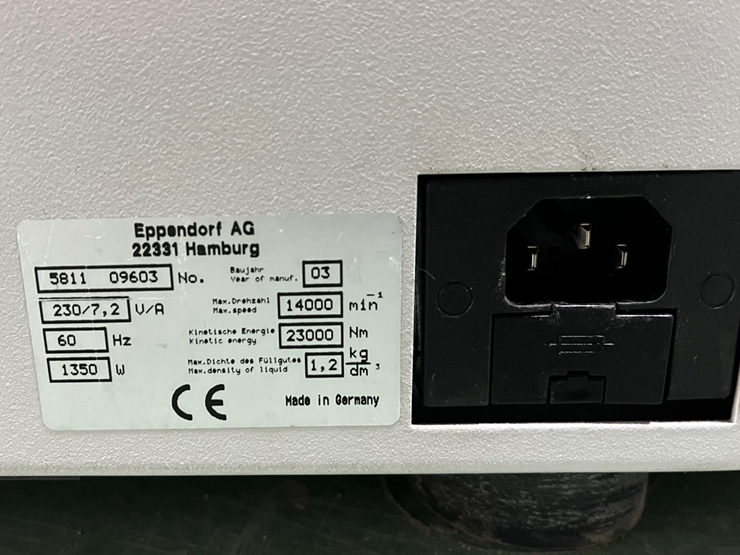 Eppendorf AG
22331 Hamburg
5811 09603 No.
Baujahr
Year of manuf. 03
230/7,2 V/A
Max.Drehzahl
Max.speed 14000 min⁻¹
60 Hz
Kinetische Energie
Kinetic energy 23000 Nm
1350 W
Max.Dichte des Füllgutes
Max.density of liquid 1,2 kg/dm³
CE
Made in Germany